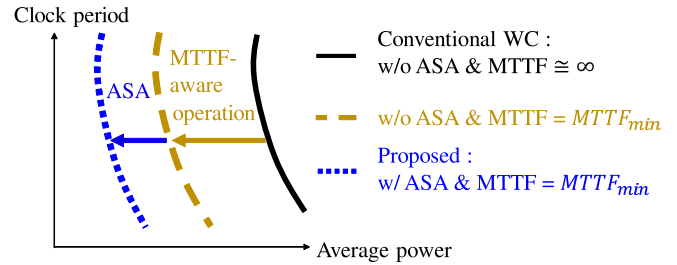 Clock period
MTTF-
aware
operation
ASA
Conventional WC :
w/o ASA & MTTF ≅ ∞
w/o ASA & MTTF = MTTF_min
Proposed :
w/ ASA & MTTF = MTTF_min
Average power